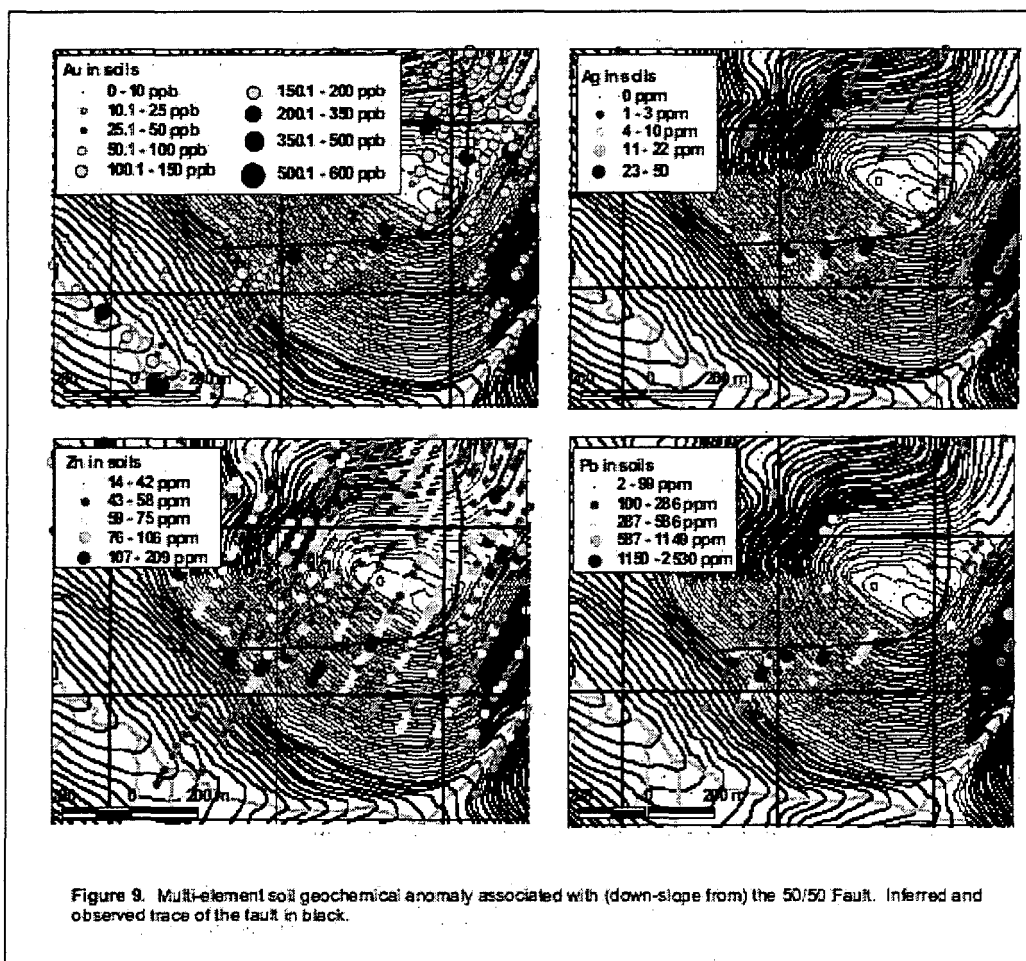 Au in soils
0 - 10 ppb
10.1 - 25 ppb
25.1 - 50 ppb
50.1 - 100 ppb
100.1 - 150 ppb
150.1 - 200 ppb
200.1 - 350 ppb
350.1 - 500 ppb
500.1 - 600 ppb
0 200 m
Ag in soils
0 ppm
1 - 3 ppm
4 - 10 ppm
11 - 22 ppm
23 - 50
0 200 m
Zn in soils
14 - 42 ppm
43 - 58 ppm
59 - 75 ppm
76 - 106 ppm
107 - 209 ppm
0 200 m
Pb in soils
2 - 99 ppm
100 - 286 ppm
287 - 586 ppm
587 - 1149 ppm
1150 - 2530 ppm
0 200 m
Figure 9. Multi-element soil geochemical anomaly associated with (down-slope from) the 50/50 Fault. Inferred and
observed trace of the fault in black.